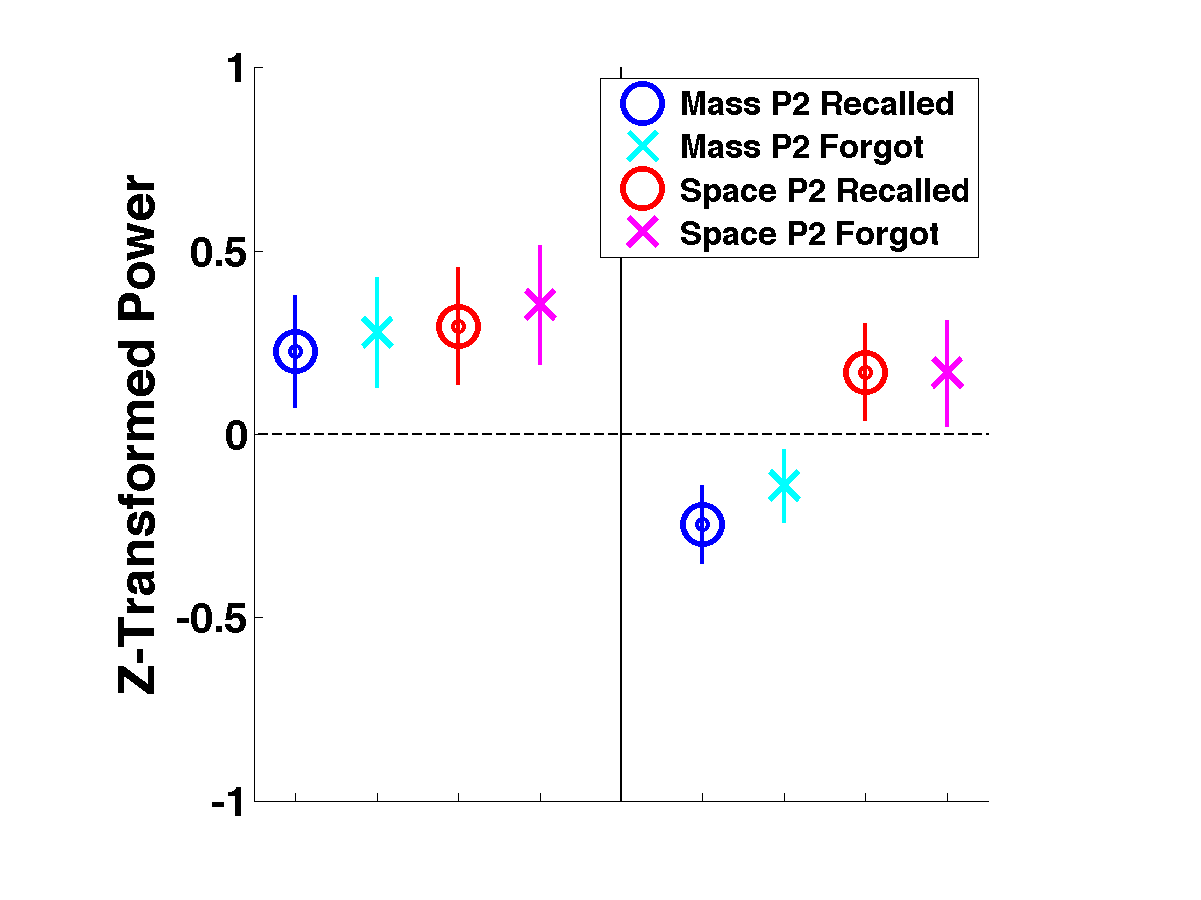 Z-Transformed Power
1
0.5
0
-0.5
-1
Mass P2 Recalled
Mass P2 Forgot
Space P2 Recalled
Space P2 Forgot